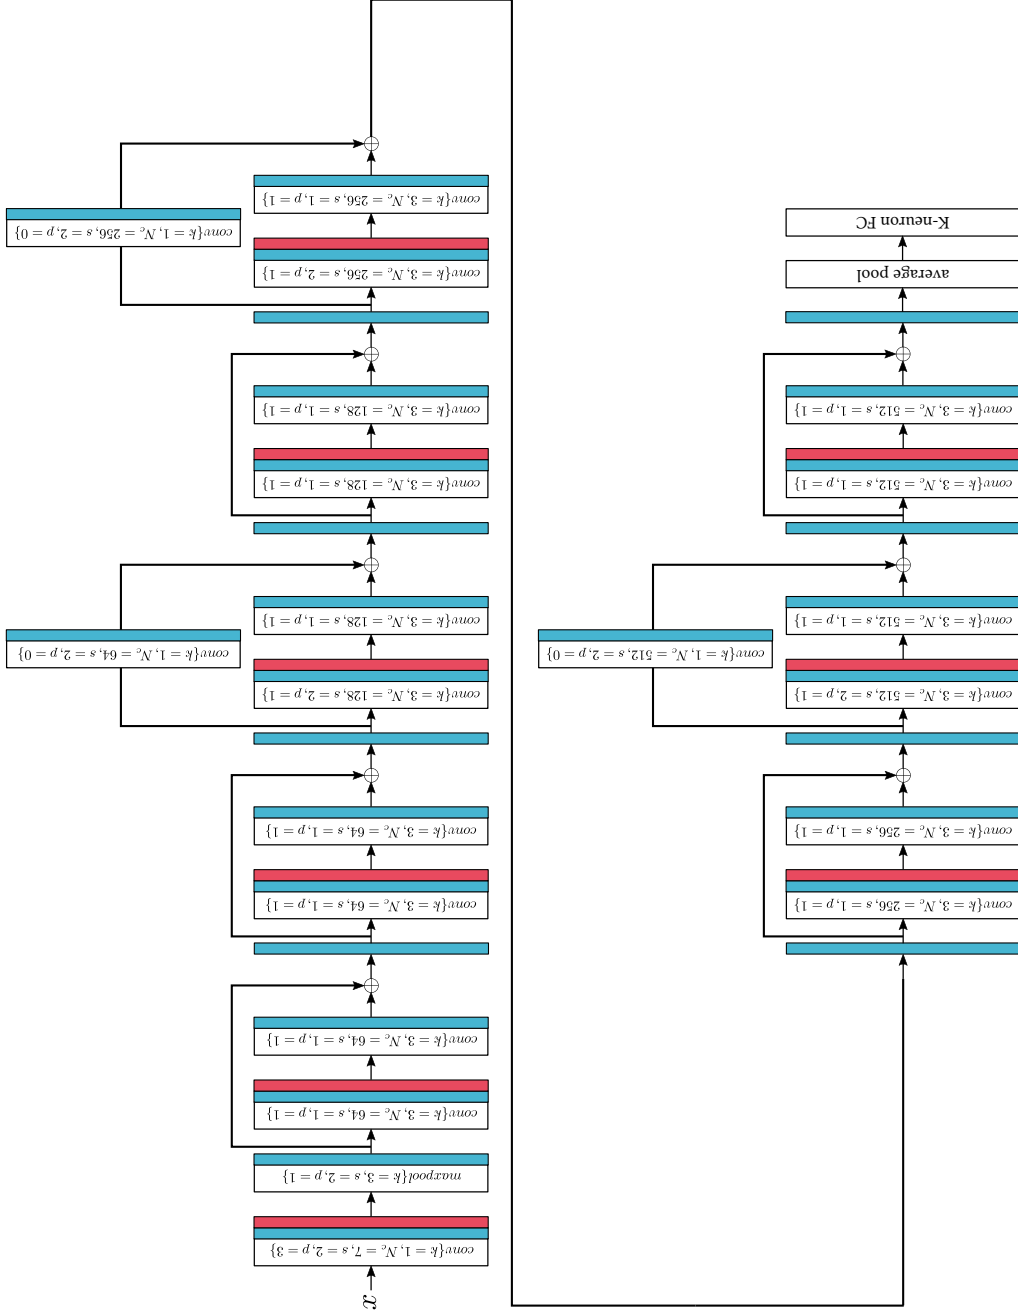 x
conv{k = 1, N_c = 7, s = 2, p = 3}
maxpool{k = 3, s = 2, p = 1}
conv{k = 3, N_c = 64, s = 1, p = 1}
conv{k = 3, N_c = 64, s = 1, p = 1}
conv{k = 3, N_c = 64, s = 1, p = 1}
conv{k = 3, N_c = 64, s = 1, p = 1}
conv{k = 3, N_c = 128, s = 2, p = 1}
conv{k = 1, N_c = 64, s = 2, p = 0}
conv{k = 3, N_c = 128, s = 1, p = 1}
conv{k = 3, N_c = 128, s = 1, p = 1}
conv{k = 3, N_c = 128, s = 1, p = 1}
conv{k = 3, N_c = 256, s = 2, p = 1}
conv{k = 1, N_c = 256, s = 2, p = 0}
conv{k = 3, N_c = 256, s = 1, p = 1}
conv{k = 3, N_c = 256, s = 1, p = 1}
conv{k = 3, N_c = 256, s = 1, p = 1}
conv{k = 3, N_c = 512, s = 2, p = 1}
conv{k = 1, N_c = 512, s = 2, p = 0}
conv{k = 3, N_c = 512, s = 1, p = 1}
conv{k = 3, N_c = 512, s = 1, p = 1}
conv{k = 3, N_c = 512, s = 1, p = 1}
average pool
K-neuron FC